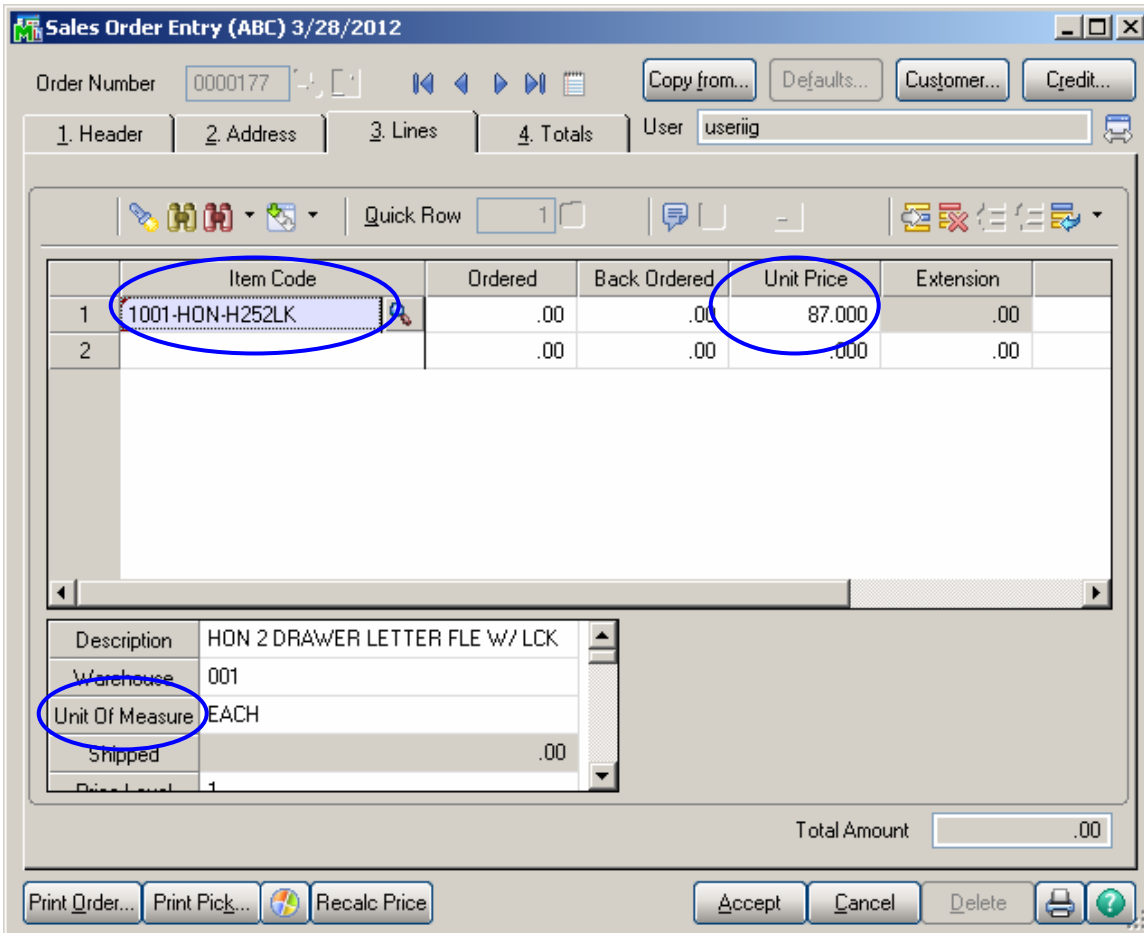 Sales Order Entry (ABC) 3/28/2012
Order Number 0000177 Copy from... Defaults... Customer... Credit...
1. Header 2. Address 3. Lines 4. Totals User useriig
Quick Row 1
Item Code Ordered Back Ordered Unit Price Extension
1 1001-HON-H252LK .00 .00 87.000 .00
2 .00 .00 .000 .00
Description HON 2 DRAWER LETTER FLE W/ LCK
Warehouse 001
Unit Of Measure EACH
Shipped .00
Price Level 1
Total Amount .00
Print Order... Print Pick... Recalc Price Accept Cancel Delete